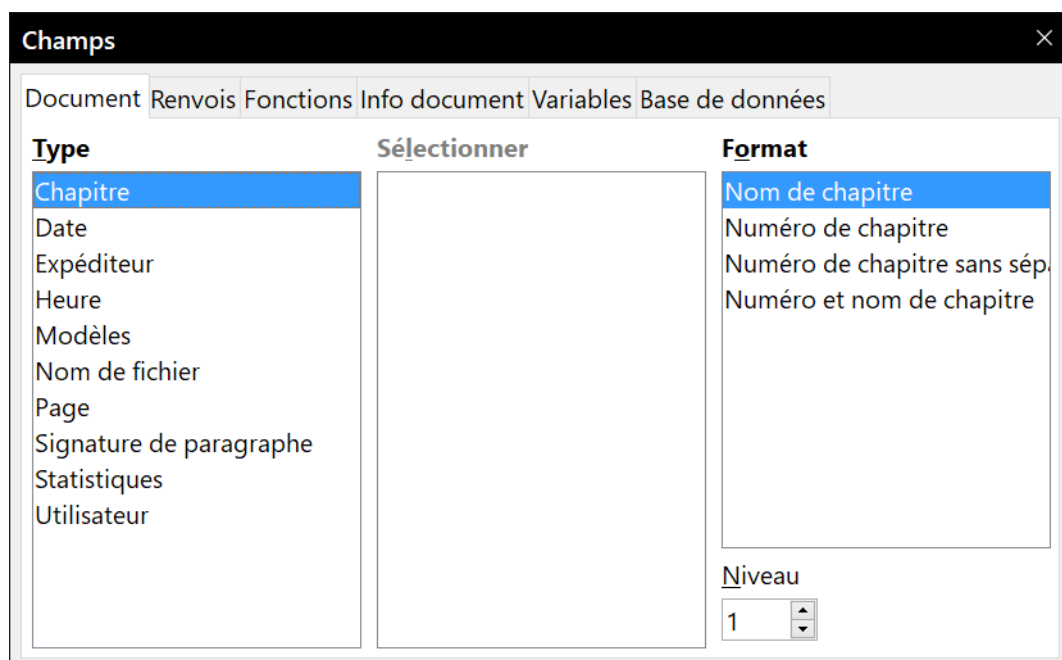 Champs
Document Renvois Fonctions Info document Variables Base de données
Type
Chapitre
Date
Expéditeur
Heure
Modèles
Nom de fichier
Page
Signature de paragraphe
Statistiques
Utilisateur
Sélectionner
Format
Nom de chapitre
Numéro de chapitre
Numéro de chapitre sans sépa
Numéro et nom de chapitre
Niveau
1